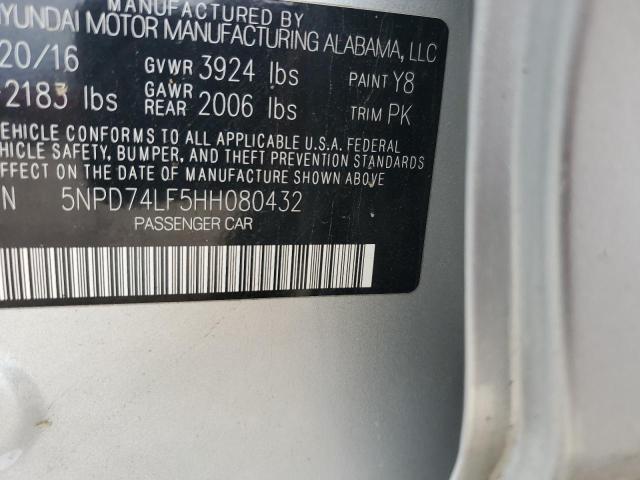 MANUFACTURED BY
HYUNDAI MOTOR MANUFACTURING ALABAMA, LLC
20/16 GVWR 3924 lbs PAINT Y8
2183 lbs GAWR REAR 2006 lbs TRIM PK
VEHICLE CONFORMS TO ALL APPLICABLE U.S.A. FEDERAL
VEHICLE SAFETY, BUMPER, AND THEFT PREVENTION STANDARDS
EFFECT ON THE DATE OF MANUFACTURE SHOWN ABOVE.
N 5NPD74LF5HH080432
PASSENGER CAR